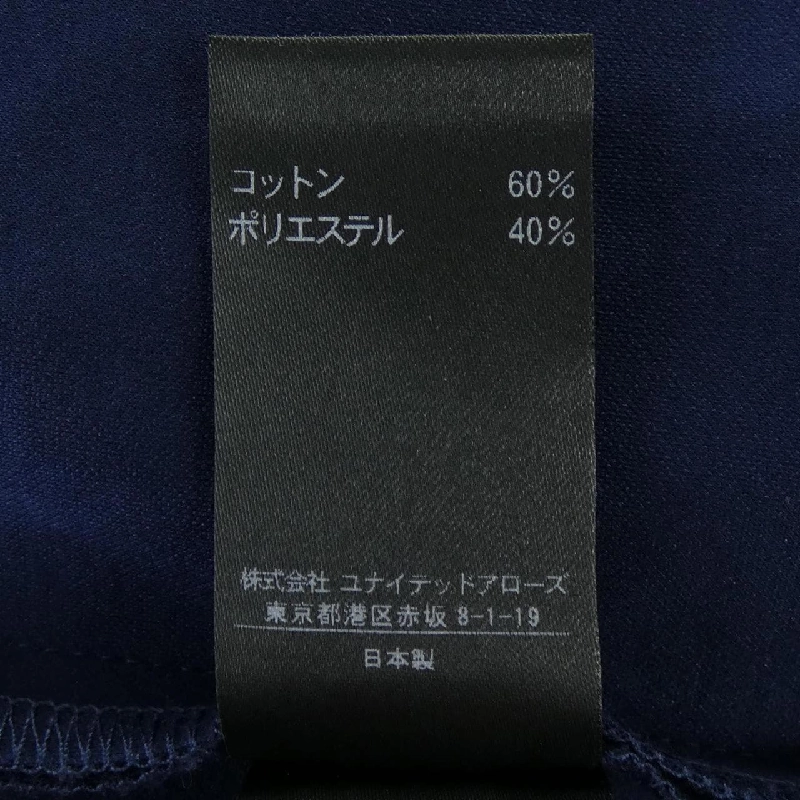 コットン 60%
ポリエステル 40%
株式会社 ユナイテッドアローズ
東京都港区赤坂 8-1-19
日本製